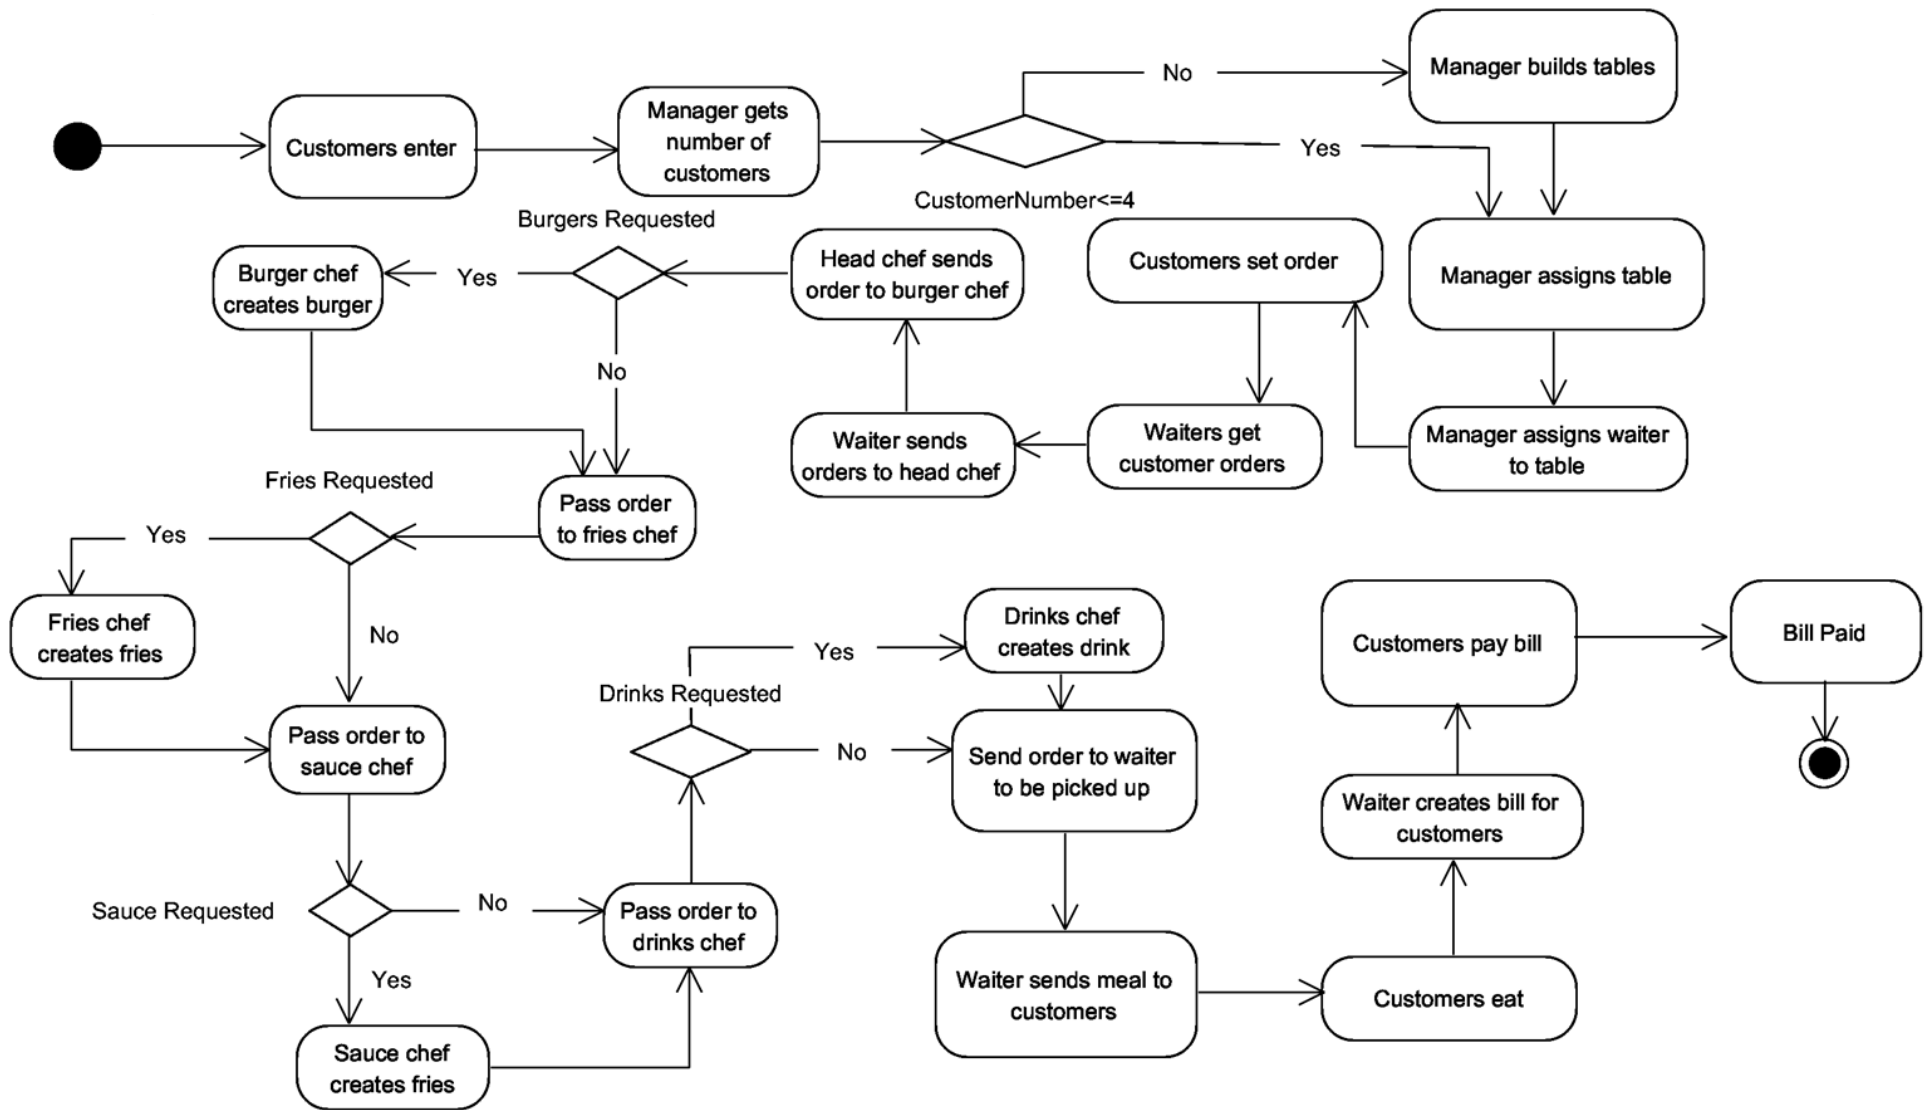 Customers enter
Manager gets
number of
customers
CustomerNumber<=4
No
Yes
Manager builds tables
Manager assigns table
Manager assigns waiter
to table
Customers set order
Waiters get
customer orders
Waiter sends
orders to head chef
Head chef sends
order to burger chef
Burgers Requested
Yes
No
Burger chef
creates burger
Pass order
to fries chef
Fries Requested
Yes
No
Fries chef
creates fries
Pass order to
sauce chef
Sauce Requested
No
Yes
Sauce chef
creates fries
Pass order to
drinks chef
Drinks Requested
Yes
No
Drinks chef
creates drink
Send order to waiter
to be picked up
Waiter sends meal to
customers
Customers eat
Waiter creates bill for
customers
Customers pay bill
Bill Paid